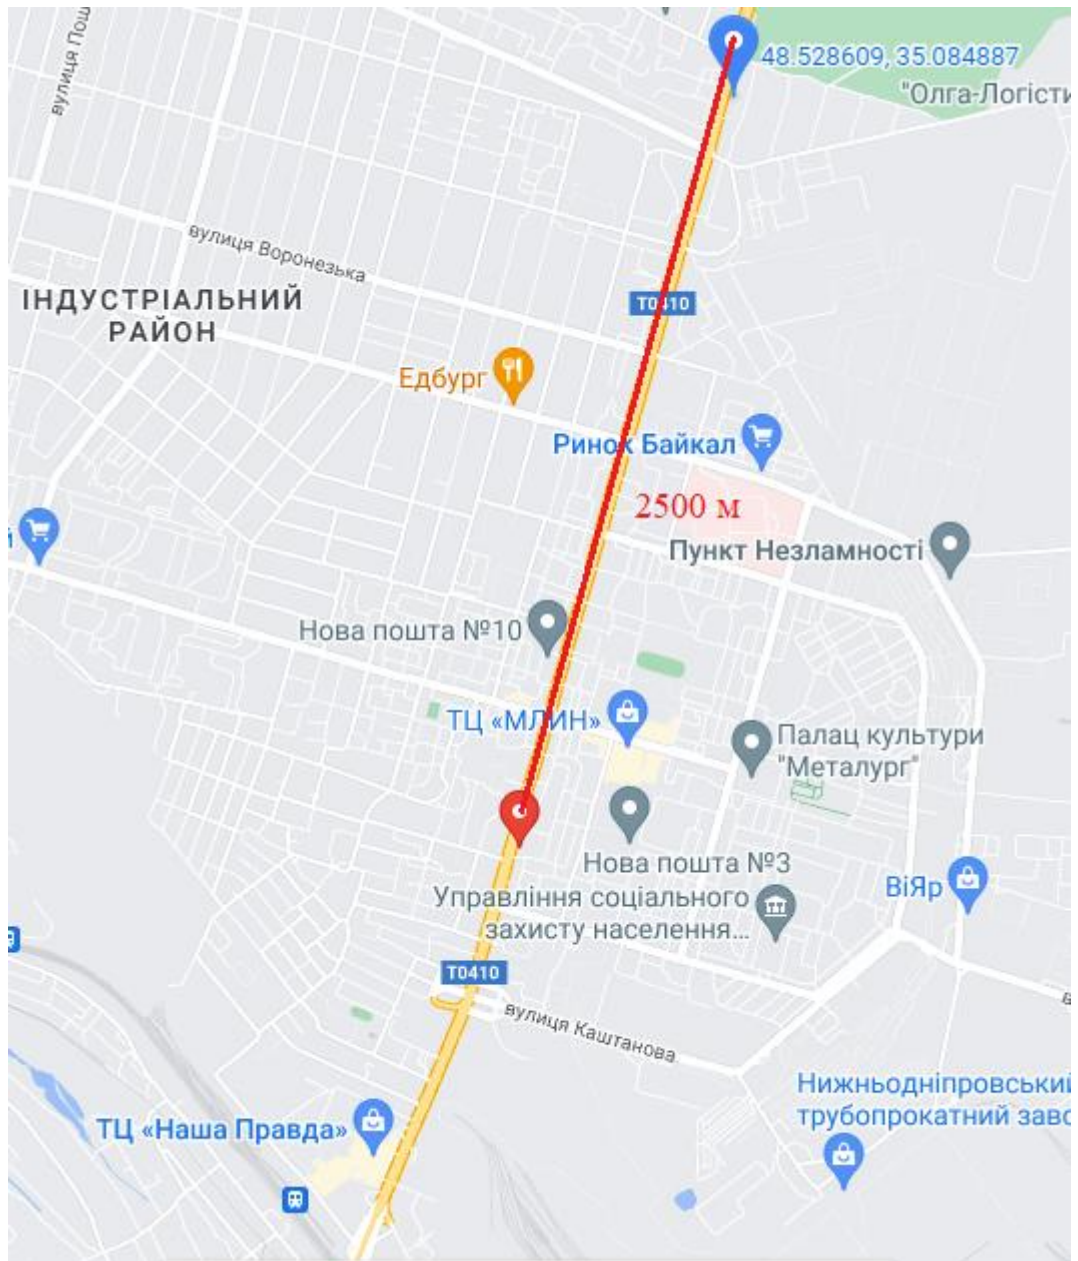 вулиця Пош
48.528609, 35.084887
"Олга-Логісти
вулиця Воронезька
ІНДУСТРІАЛЬНИЙ
РАЙОН
T0410
Едбург
Ринок Байкал
2500 м
й
Пункт Незламності
Нова пошта №10
ТЦ «МЛИН»
Палац культури
"Металург"
Нова пошта №3
Управління соціального
захисту населення...
ВіЯр
T0410
вулиця Каштанова
в
Нижньодніпровський
трубопрокатний заво
ТЦ «Наша Правда»